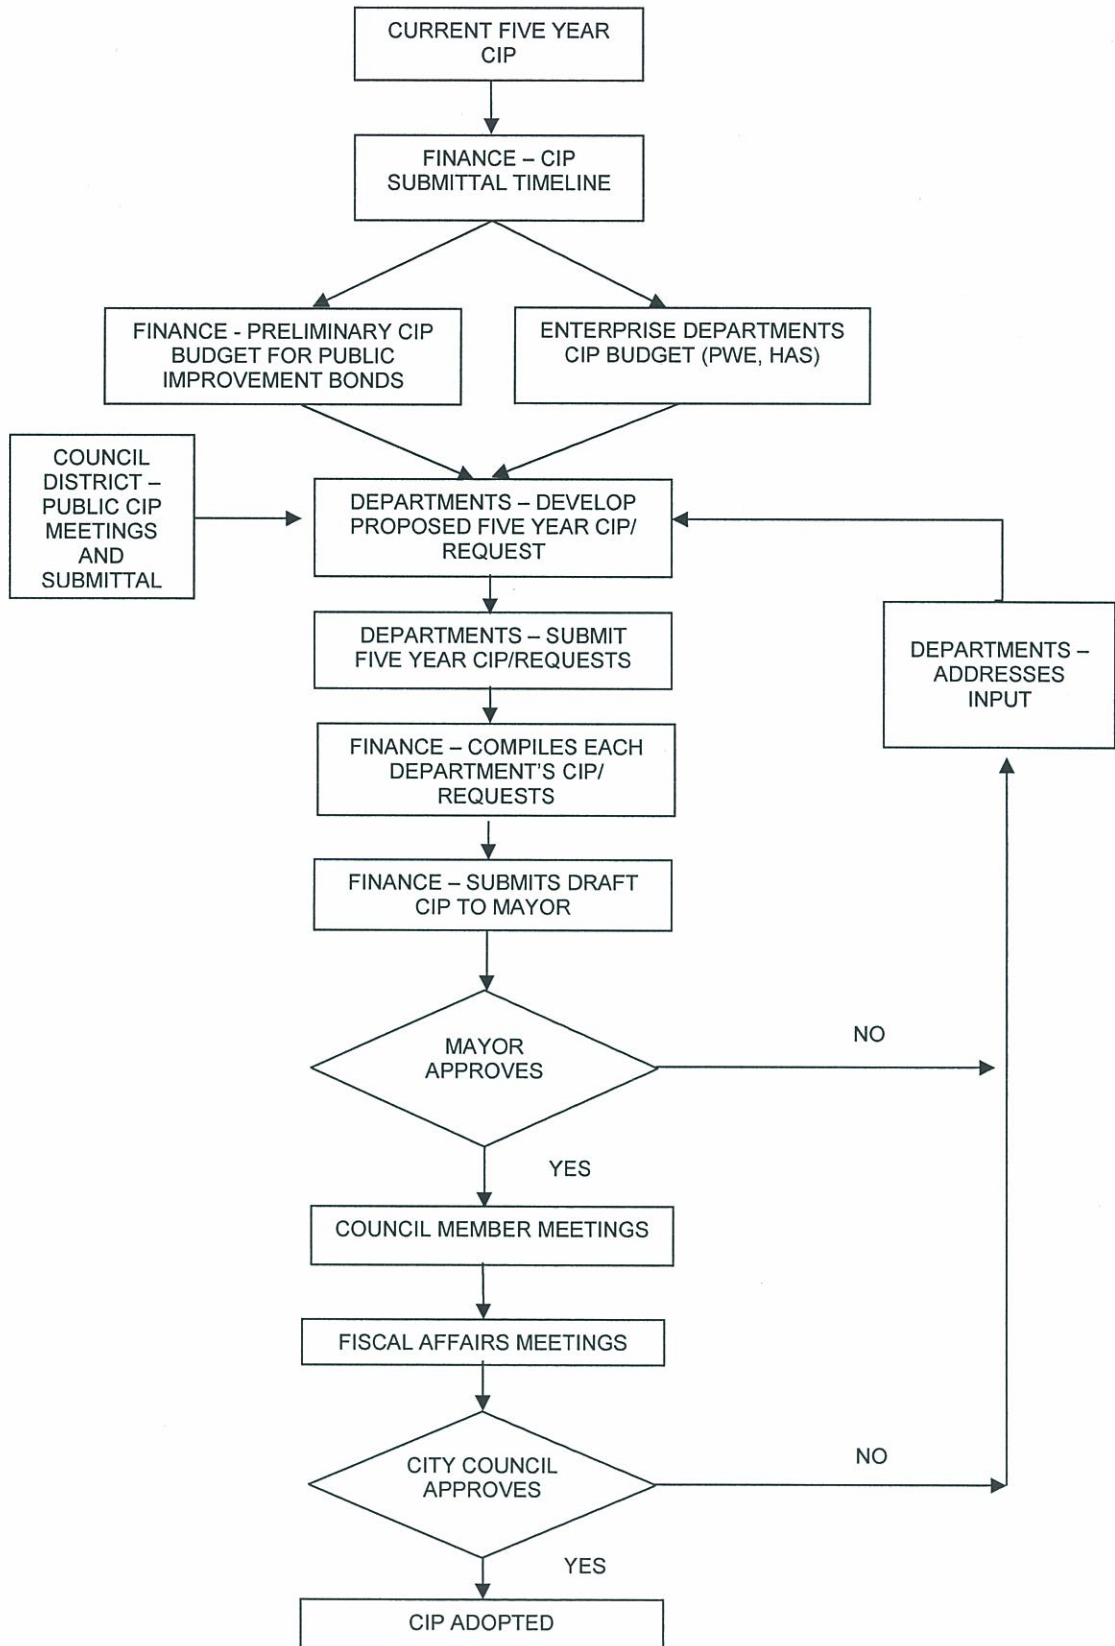 CURRENT FIVE YEAR
CIP
FINANCE – CIP
SUBMITTAL TIMELINE
FINANCE - PRELIMINARY CIP
BUDGET FOR PUBLIC
IMPROVEMENT BONDS
ENTERPRISE DEPARTMENTS
CIP BUDGET (PWE, HAS)
COUNCIL
DISTRICT –
PUBLIC CIP
MEETINGS
AND
SUBMITTAL
DEPARTMENTS – DEVELOP
PROPOSED FIVE YEAR CIP/
REQUEST
DEPARTMENTS – SUBMIT
FIVE YEAR CIP/REQUESTS
DEPARTMENTS –
ADDRESSES
INPUT
FINANCE – COMPILES EACH
DEPARTMENT’S CIP/
REQUESTS
FINANCE – SUBMITS DRAFT
CIP TO MAYOR
MAYOR
APPROVES
NO
YES
COUNCIL MEMBER MEETINGS
FISCAL AFFAIRS MEETINGS
CITY COUNCIL
APPROVES
NO
YES
CIP ADOPTED